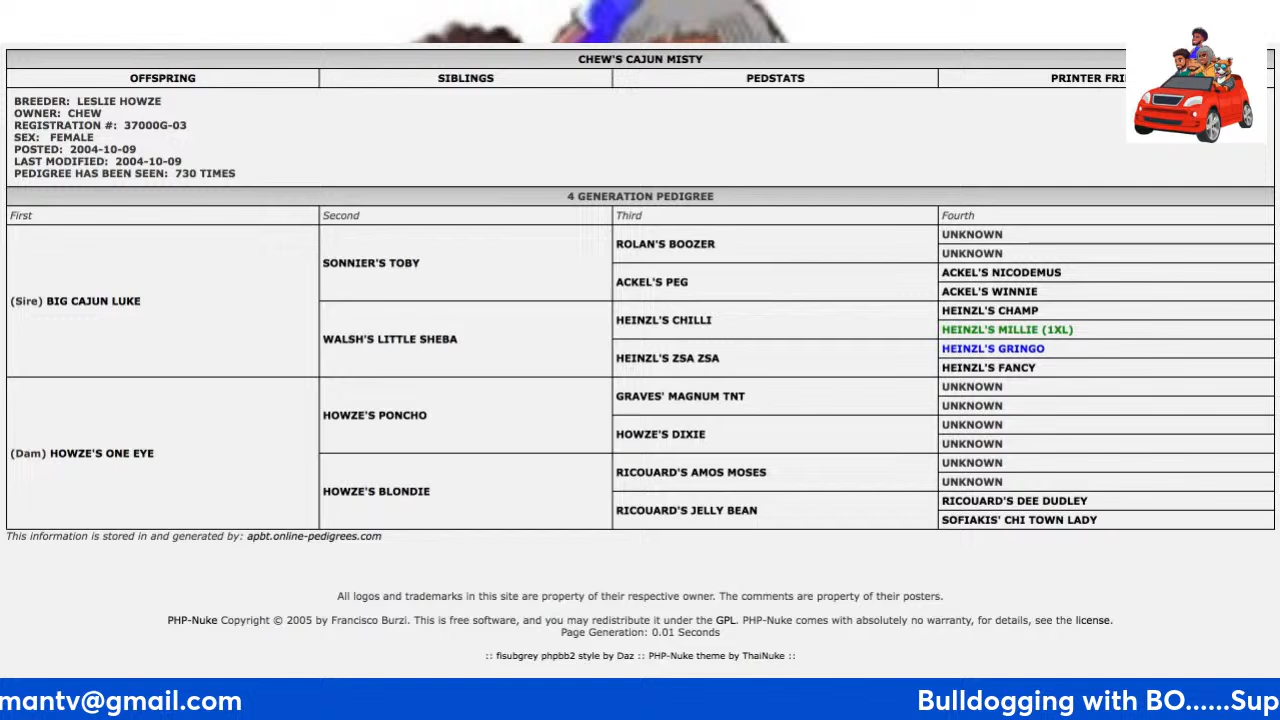 CHEW'S CAJUN MISTY
OFFSPRING SIBLINGS PEDSTATS PRINTER
BREEDER: LESLIE HOWZE
OWNER: CHEW
REGISTRATION #: 37000G-03
SEX: FEMALE
POSTED: 2004-10-09
LAST MODIFIED: 2004-10-09
PEDIGREE HAS BEEN SEEN: 730 TIMES
4 GENERATION PEDIGREE
First Second Third Fourth
(Sire) BIG CAJUN LUKE
(Dam) HOWZE'S ONE EYE
SONNIER'S TOBY
WALSH'S LITTLE SHEBA
HOWZE'S PONCHO
HOWZE'S BLONDIE
ROLAN'S BOOZER
ACKEL'S PEG
HEINZL'S CHILLI
HEINZL'S ZSA ZSA
GRAVES' MAGNUM TNT
HOWZE'S DIXIE
RICOUARD'S AMOS MOSES
RICOUARD'S JELLY BEAN
UNKNOWN
UNKNOWN
ACKEL'S NICODEMUS
ACKEL'S WINNIE
HEINZL'S CHAMP
HEINZL'S MILLIE (1XL)
HEINZL'S GRINGO
HEINZL'S FANCY
UNKNOWN
UNKNOWN
UNKNOWN
UNKNOWN
UNKNOWN
UNKNOWN
RICOUARD'S DEE DUDLEY
SOFIAKIS' CHI TOWN LADY
This information is stored in and generated by: apbt.online-pedigrees.com
All logos and trademarks in this site are property of their respective owner. The comments are property of their posters.
PHP-Nuke Copyright © 2005 by Francisco Burzi. This is free software, and you may redistribute it under the GPL. PHP-Nuke comes with absolutely no warranty, for details, see the license.
Page Generation: 0.01 Seconds
:: fisubgrey phpbb2 style by Daz :: PHP-Nuke theme by ThaiNuke ::
mantv@gmail.com Bulldogging with BO......Sup